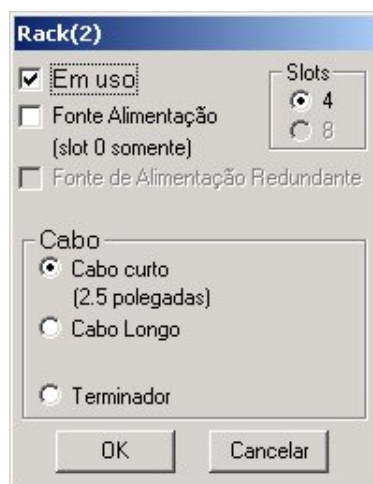 Rack(2)
Em uso
Slots
4
Fonte Alimentação
(slot 0 somente)
8
Fonte de Alimentação Redundante
Cabo
Cabo curto
(2.5 polegadas)
Cabo Longo
Terminador
OK
Cancelar